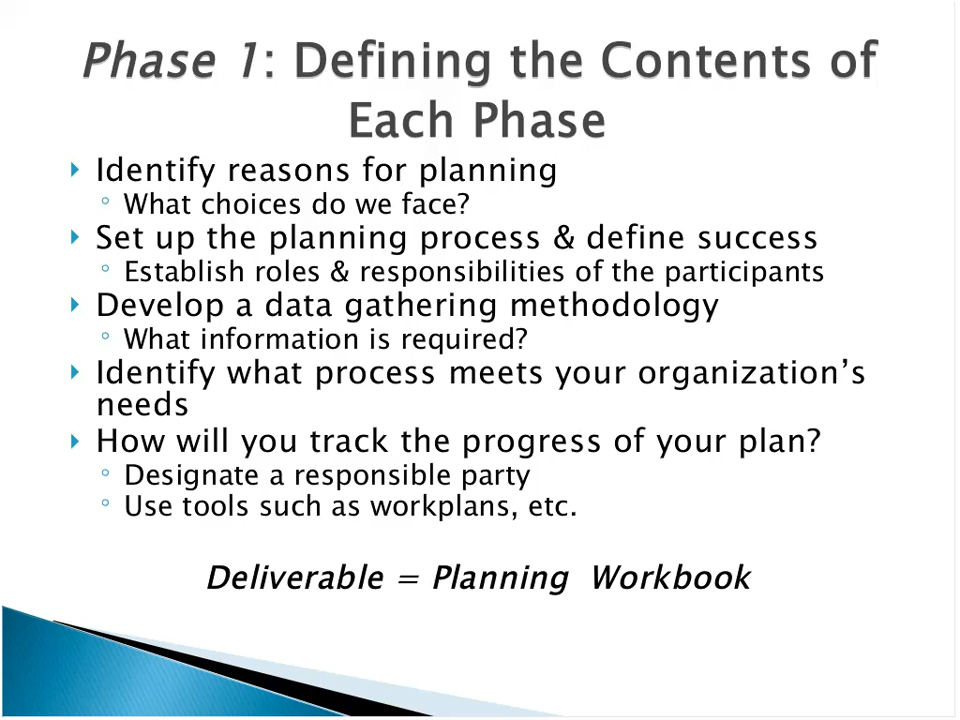 Phase 1: Defining the Contents of
Each Phase
Identify reasons for planning
What choices do we face?
Set up the planning process & define success
Establish roles & responsibilities of the participants
Develop a data gathering methodology
What information is required?
Identify what process meets your organization’s
needs
How will you track the progress of your plan?
Designate a responsible party
Use tools such as workplans, etc.
Deliverable = Planning  Workbook